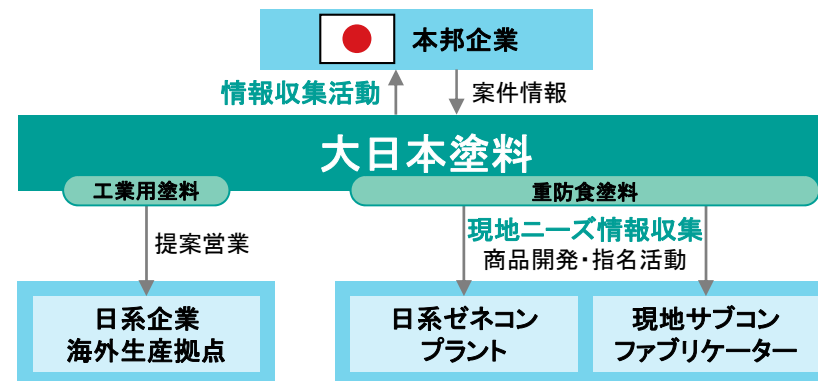 本邦企業
情報収集活動
案件情報
大日本塗料
工業用塗料
重防食塗料
提案営業
現地ニーズ情報収集
商品開発・指名活動
日系企業
海外生産拠点
日系ゼネコン
プラント
現地サブコン
ファブリケーター